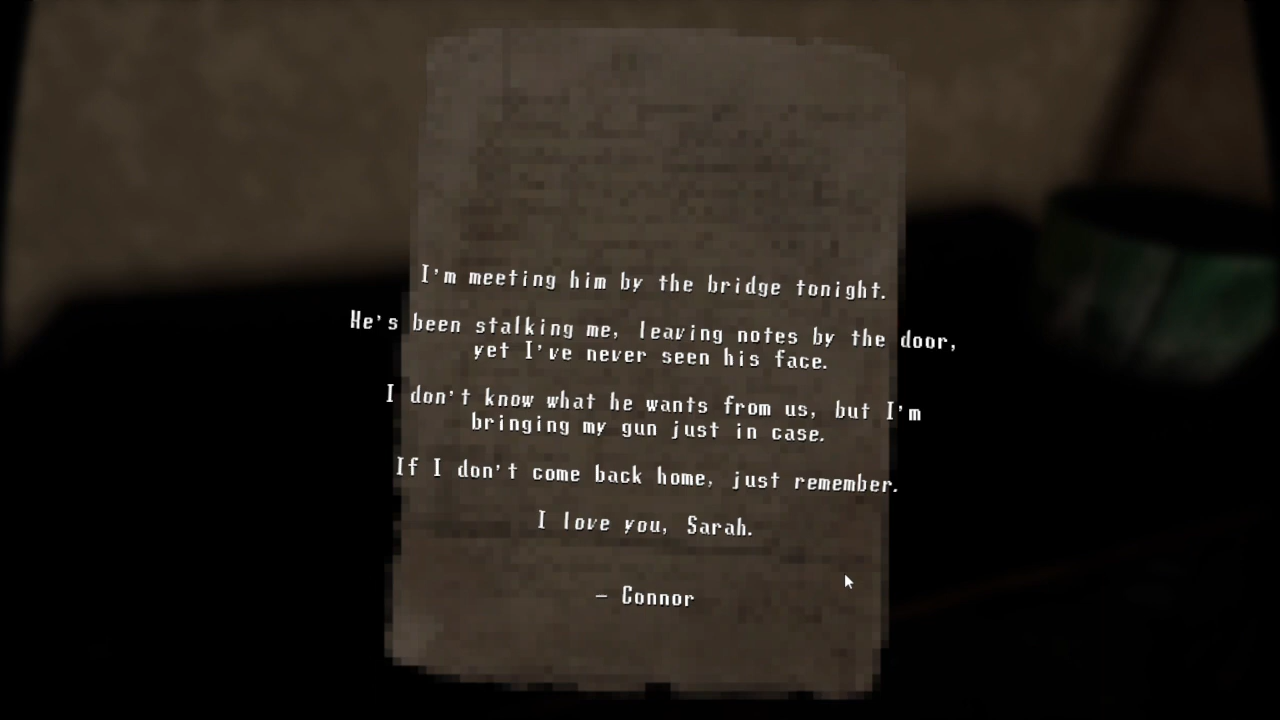 I'm meeting him by the bridge tonight.
He's been stalking me, leaving notes by the door,
yet I've never seen his face.
I don't know what he wants from us, but I'm
bringing my gun just in case.
If I don't come back home, just remember.
I love you, Sarah.
– Connor